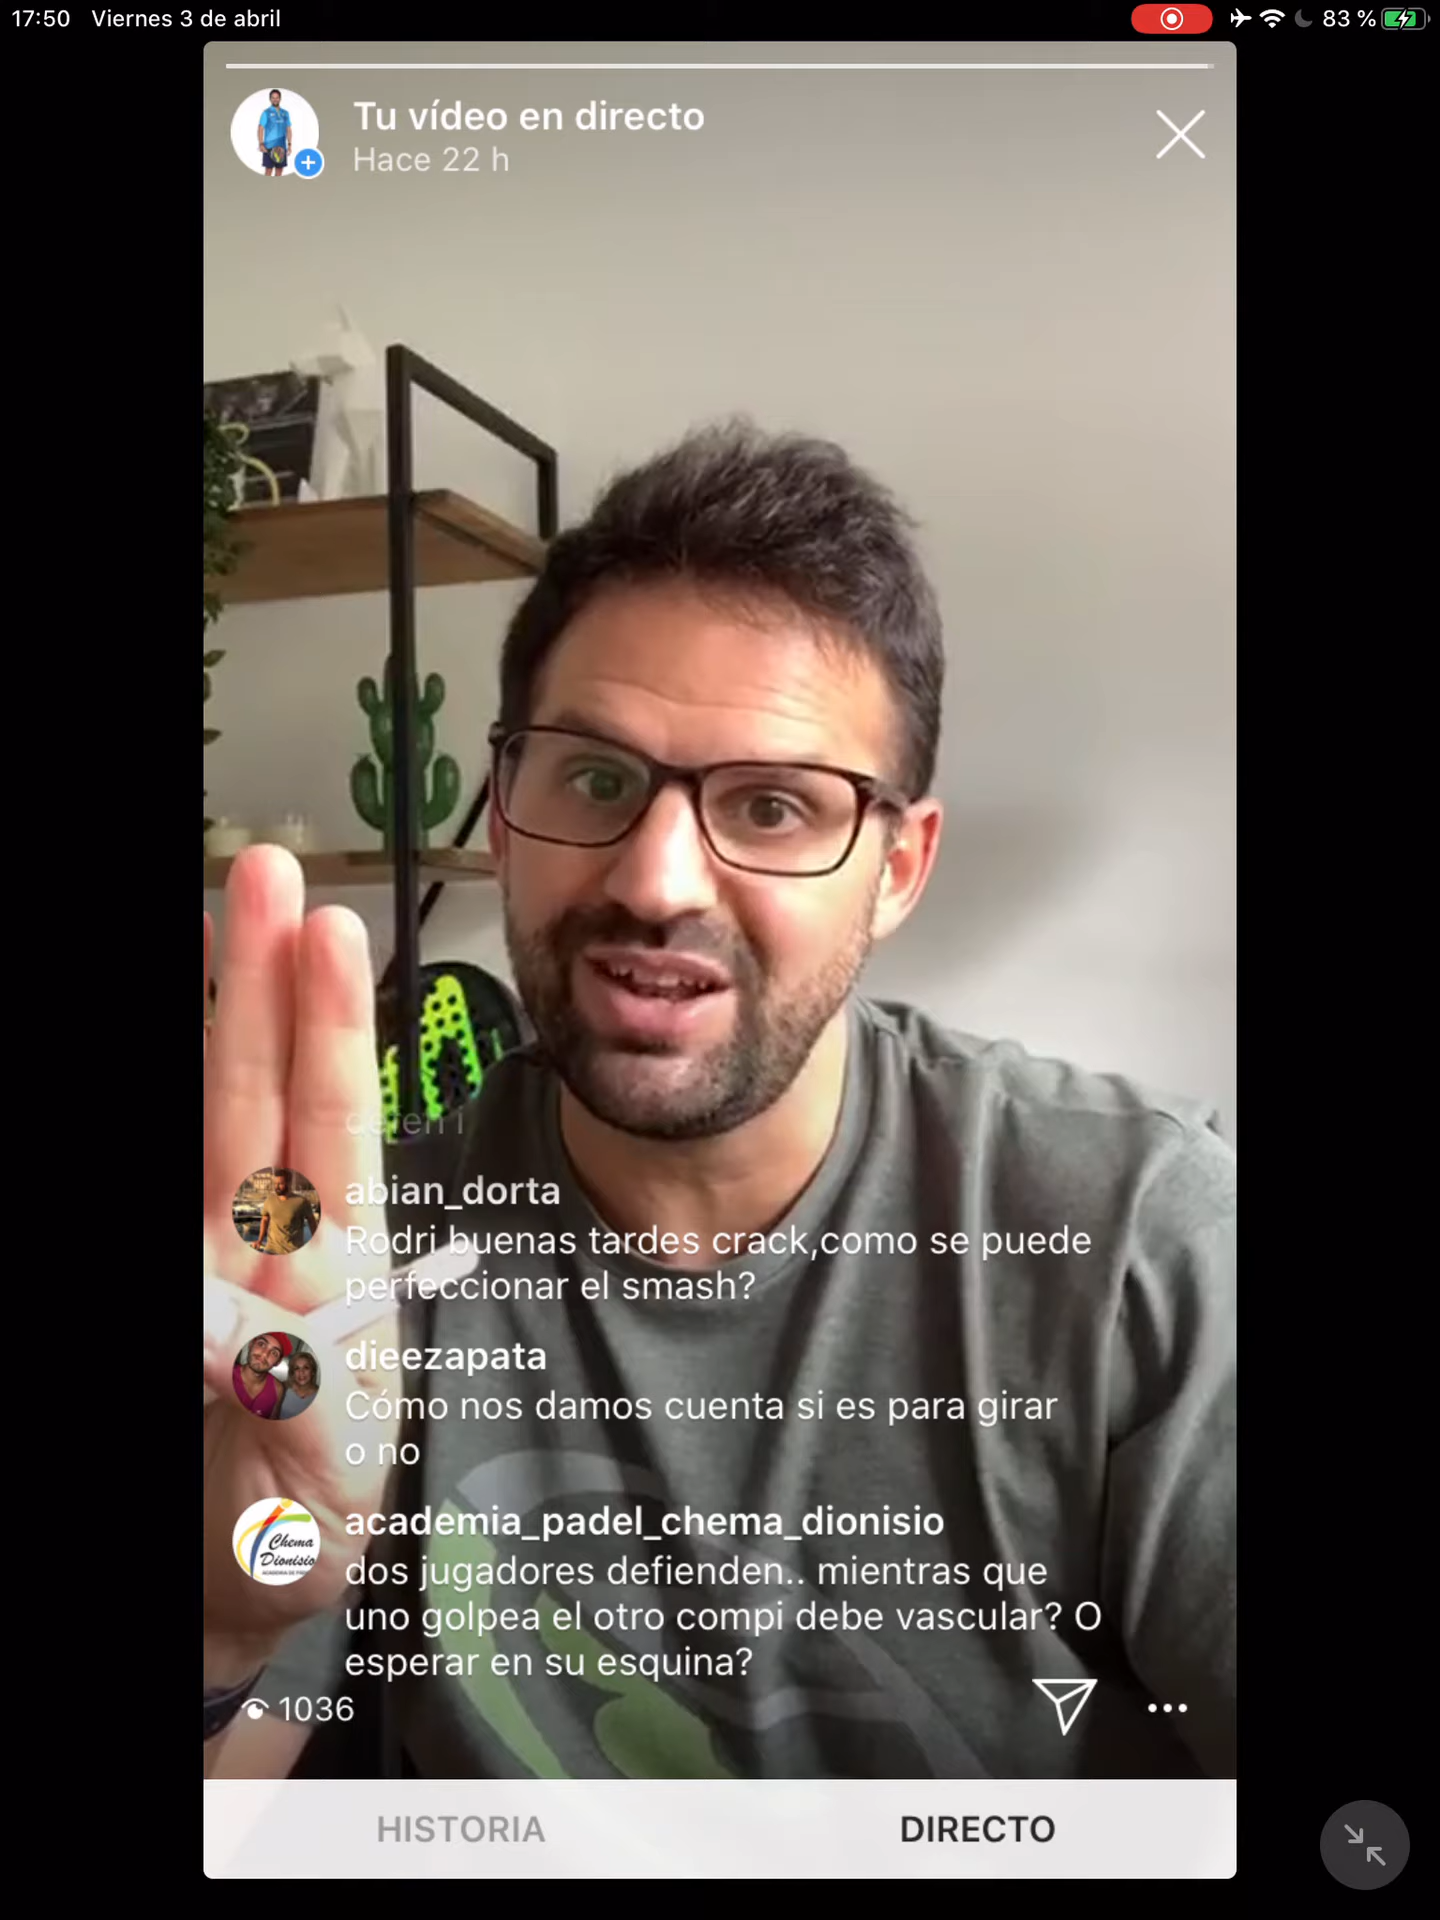 17:50 Viernes 3 de abril
83 %
Tu vídeo en directo
Hace 22 h
abian_dorta
Rodri buenas tardes crack,como se puede
perfeccionar el smash?
dieezapata
Cómo nos damos cuenta si es para girar
o no
Chema
Dionisio
academia_padel_chema_dionisio
dos jugadores defienden.. mientras que
uno golpea el otro compi debe vascular? O
esperar en su esquina?
1036
HISTORIA
DIRECTO